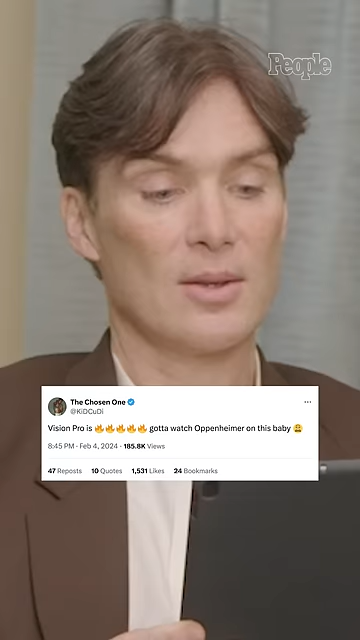 People
The Chosen One
@KiDCuDi
Vision Pro is 🔥🔥🔥🔥🔥 gotta watch Oppenheimer on this baby 😩
8:45 PM · Feb 4, 2024 · 185.8K Views
47 Reposts 10 Quotes 1,531 Likes 24 Bookmarks